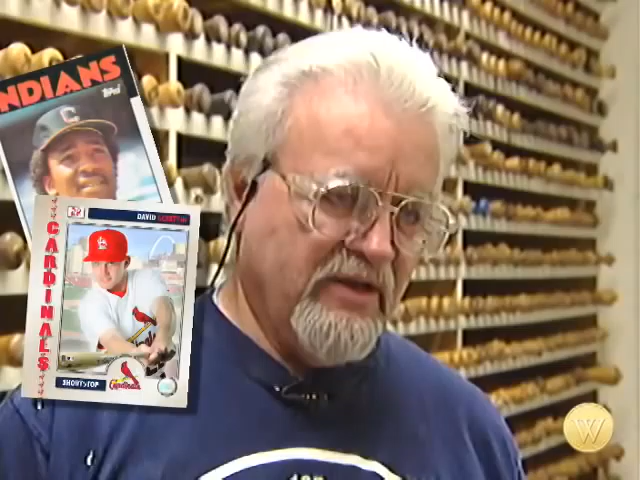 INDIANS
Topps
DAVID ECKSTEIN
CARDINALS
SHORTSTOP
Cardinals
W